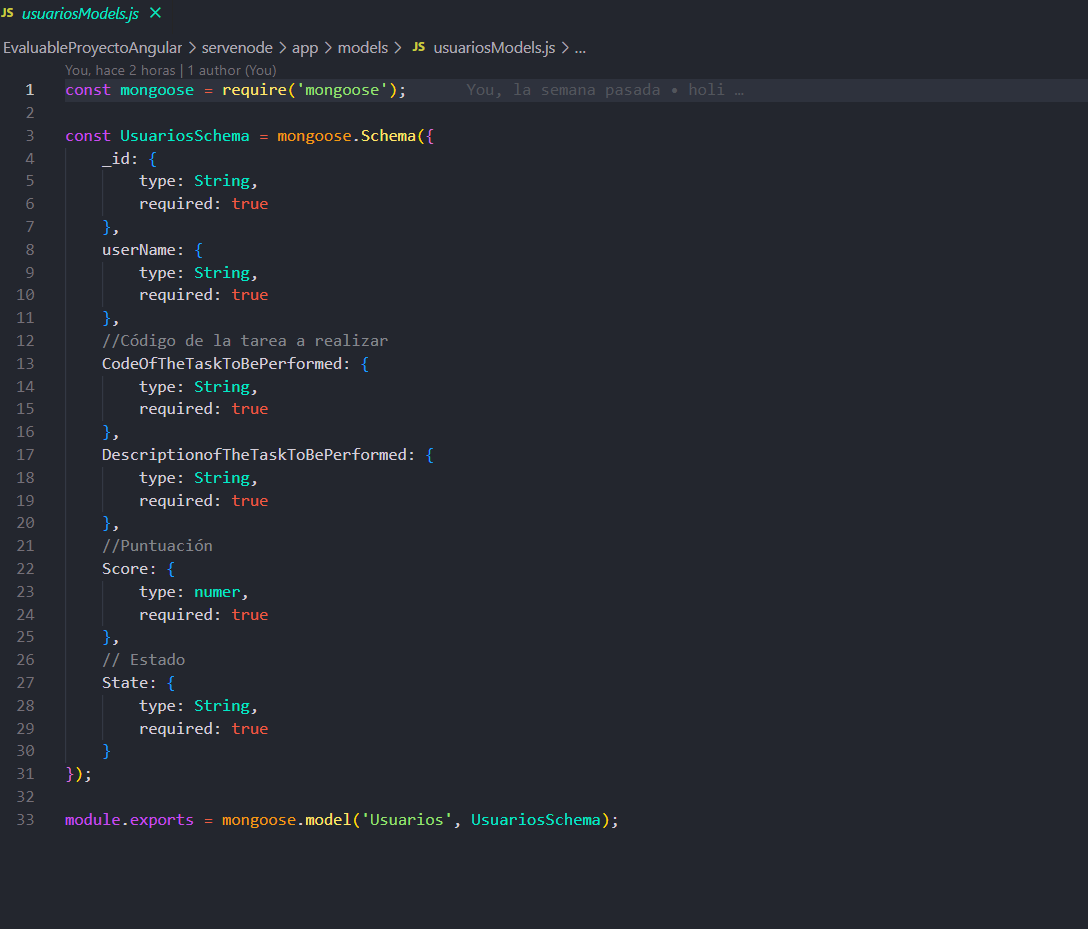 JS usuariosModels.js ×
EvaluableProyectoAngular > servenode > app > models > JS usuariosModels.js > ...
You, hace 2 horas | 1 author (You)
1 const mongoose = require('mongoose'); You, la semana pasada • holi …
2
3 const UsuariosSchema = mongoose.Schema({
4     _id: {
5         type: String,
6         required: true
7     },
8     userName: {
9         type: String,
10         required: true
11     },
12     //Código de la tarea a realizar
13     CodeOfTheTaskToBePerformed: {
14         type: String,
15         required: true
16     },
17     DescriptionofTheTaskToBePerformed: {
18         type: String,
19         required: true
20     },
21     //Puntuación
22     Score: {
23         type: numer,
24         required: true
25     },
26     // Estado
27     State: {
28         type: String,
29         required: true
30     }
31 });
32
33 module.exports = mongoose.model('Usuarios', UsuariosSchema);